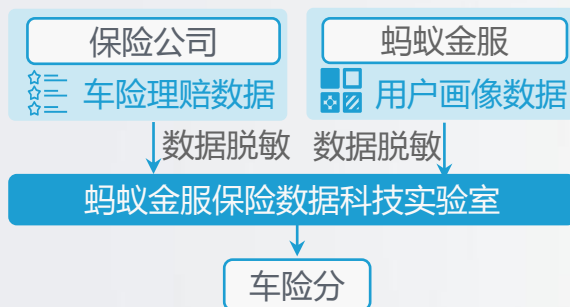 保险公司
蚂蚁金服
车险理赔数据
用户画像数据
数据脱敏
数据脱敏
蚂蚁金服保险数据科技实验室
车险分